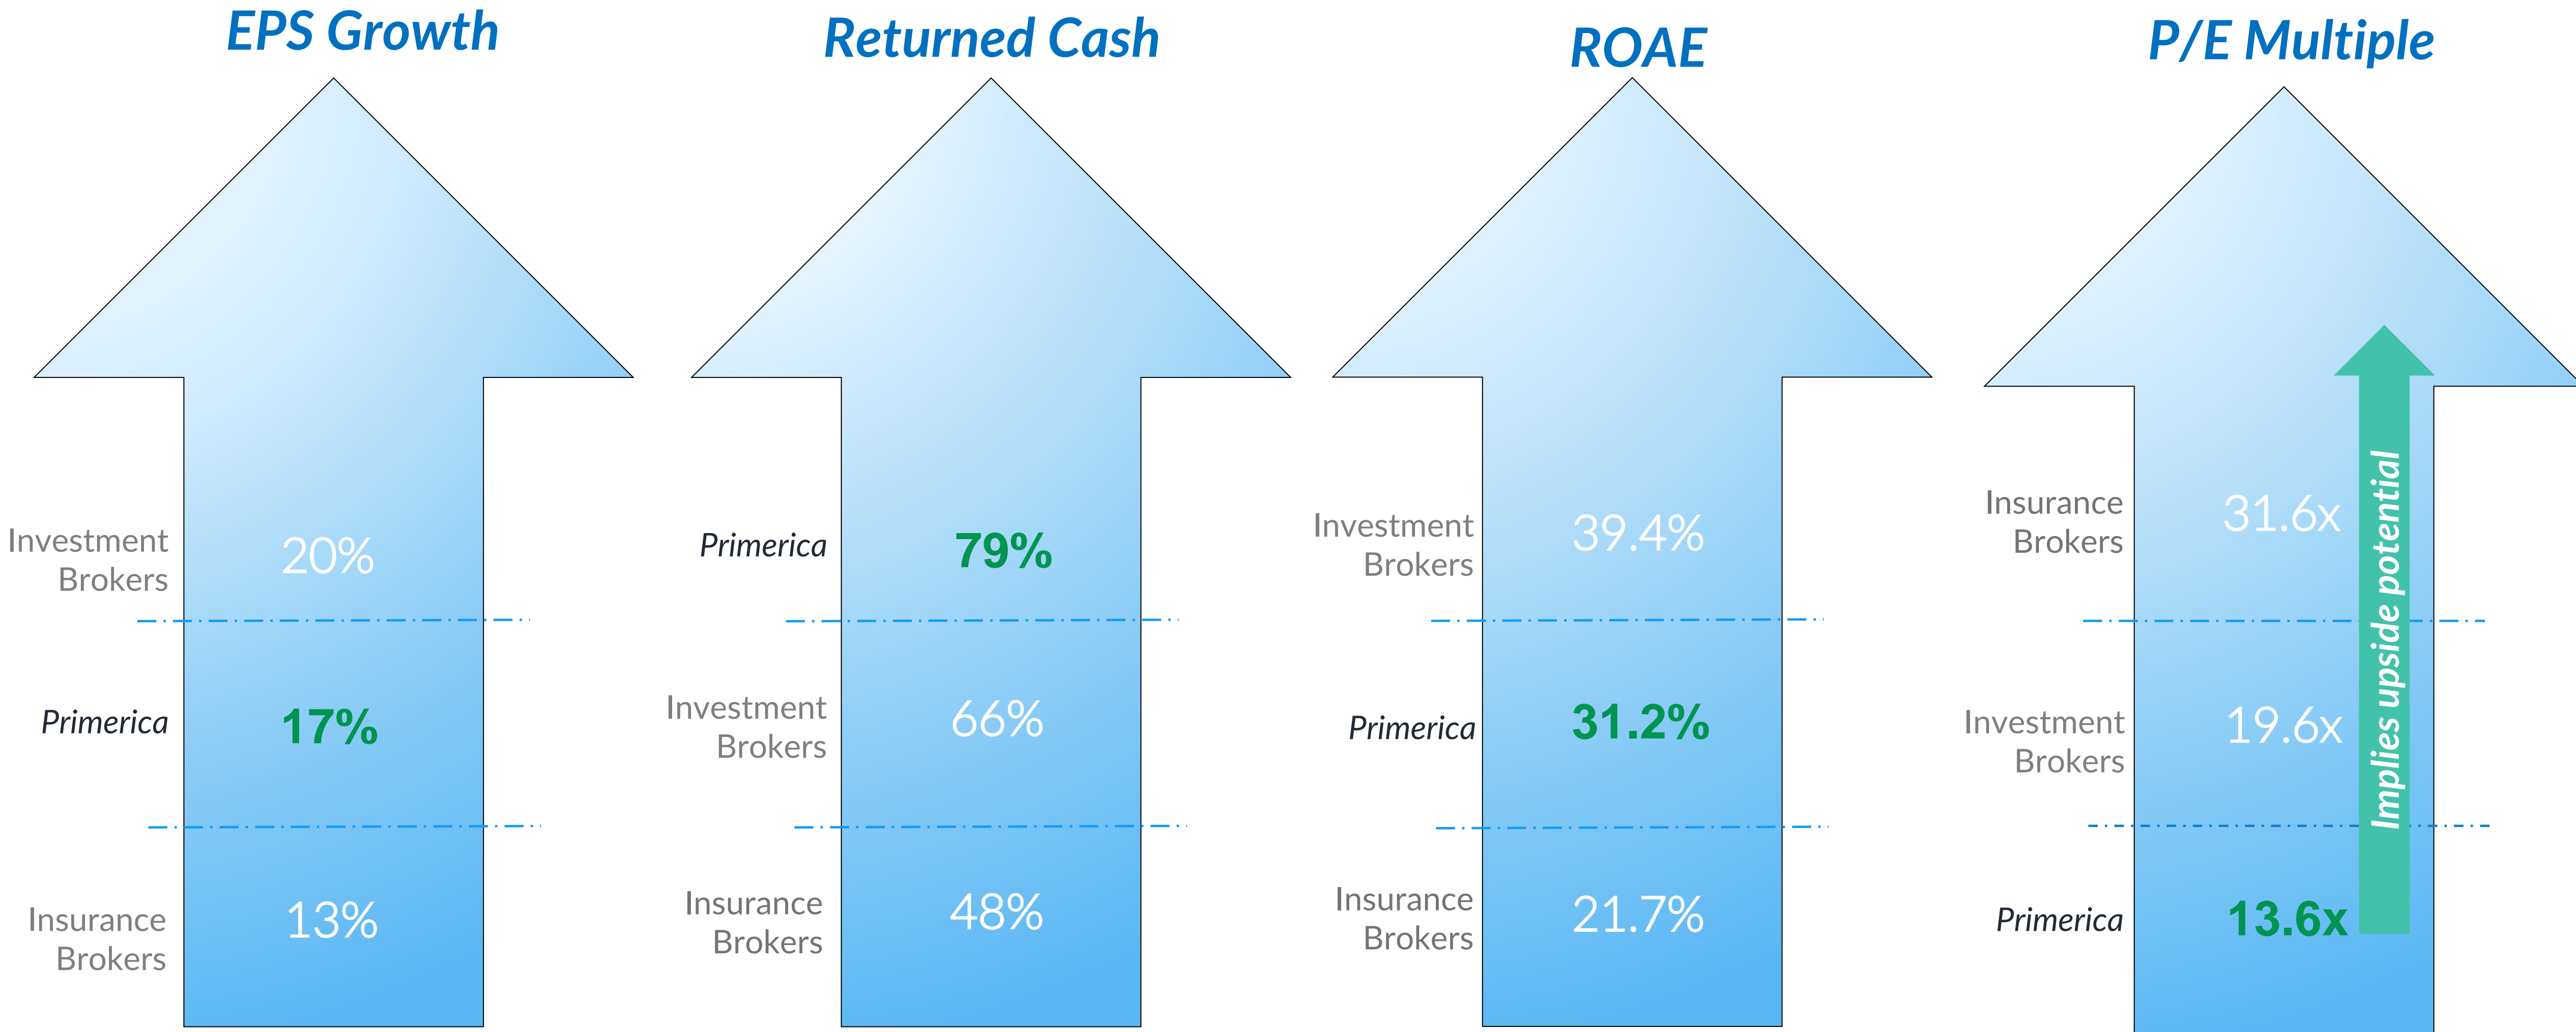 EPS Growth
Investment
Brokers
20%
Primerica
17%
Insurance
Brokers
13%
Returned Cash
Primerica
79%
Investment
Brokers
66%
Insurance
Brokers
48%
ROAE
Investment
Brokers
39.4%
Primerica
31.2%
Insurance
Brokers
21.7%
P/E Multiple
Insurance
Brokers
31.6x
Investment
Brokers
19.6x
Primerica
13.6x
Implies upside potential